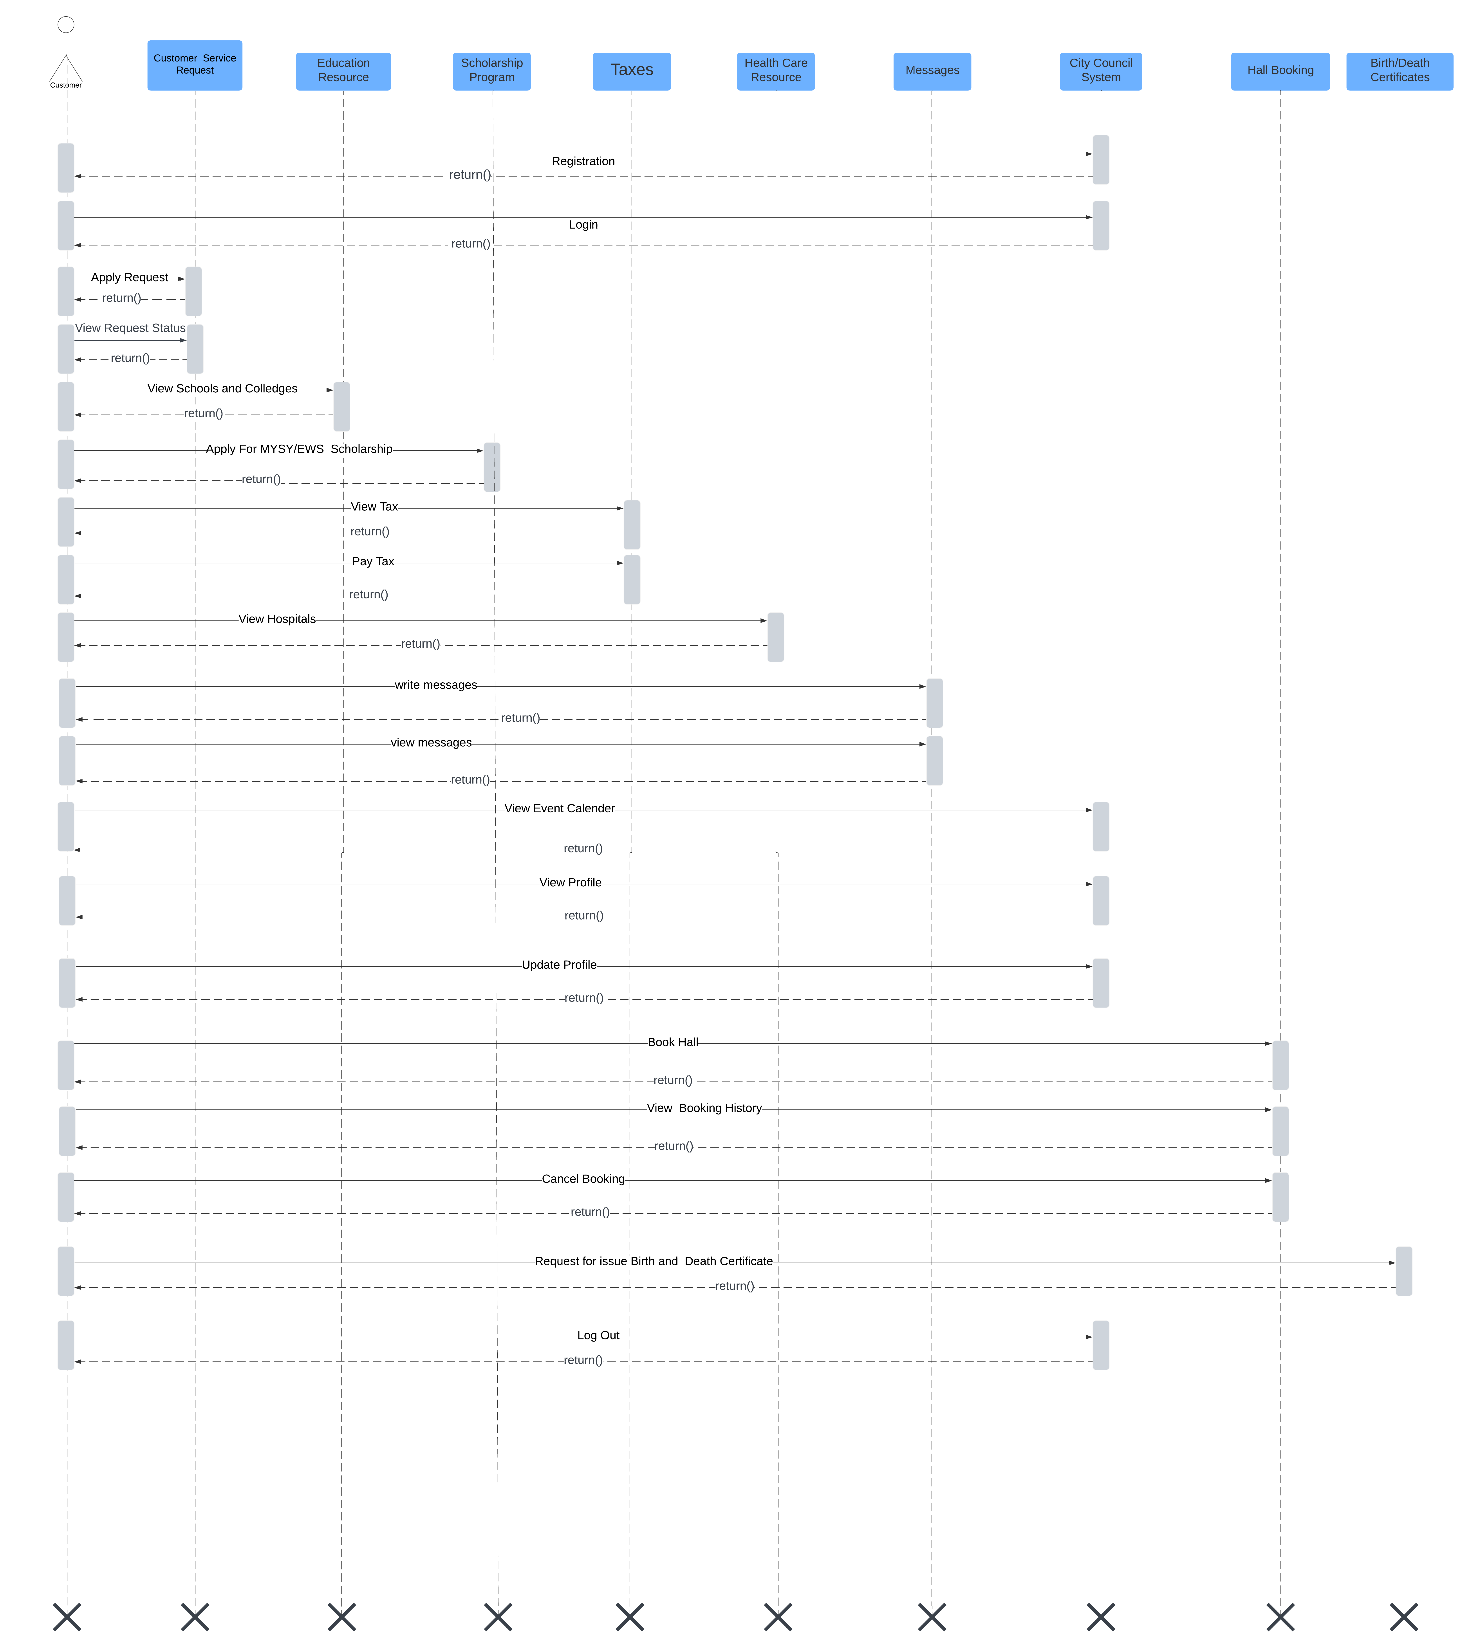 Customer
Customer  Service
Request
Education
Resource
Scholarship
Program
Taxes
Health Care
Resource
Messages
City Council
System
Hall Booking
Birth/Death
Certificates
Registration
return()
Login
return()
Apply Request
return()
View Request Status
return()
View Schools and Colledges
return()
Apply For MYSY/EWS  Scholarship
return()
View Tax
return()
Pay Tax
return()
View Hospitals
return()
write messages
return()
view messages
return()
View Event Calender
return()
View Profile
return()
Update Profile
return()
Book Hall
return()
View  Booking History
return()
Cancel Booking
return()
Request for issue Birth and  Death Certificate
return()
Log Out
return()